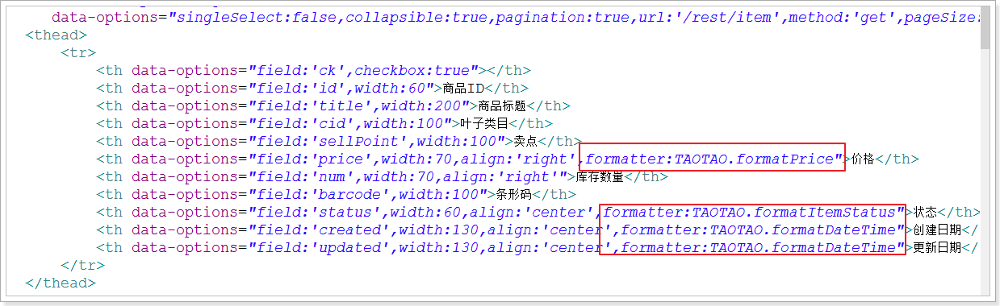 data-options="singleSelect:false,collapsible:true,pagination:true,url:'/rest/item',method:'get',pageSize:
<thead>
<tr>
<th data-options="field:'ck',checkbox:true"></th>
<th data-options="field:'id',width:60">商品ID</th>
<th data-options="field:'title',width:200">商品标题</th>
<th data-options="field:'cid',width:100">叶子类目</th>
<th data-options="field:'sellPoint',width:100">卖点</th>
<th data-options="field:'price',width:70,align:'right',formatter:TAOTAO.formatPrice">价格</th>
<th data-options="field:'num',width:70,align:'right'">库存数量</th>
<th data-options="field:'barcode',width:100">条形码</th>
<th data-options="field:'status',width:60,align:'center',formatter:TAOTAO.formatItemStatus">状态</th>
<th data-options="field:'created',width:130,align:'center',formatter:TAOTAO.formatDateTime">创建日期</
<th data-options="field:'updated',width:130,align:'center',formatter:TAOTAO.formatDateTime">更新日期</
</tr>
</thead>